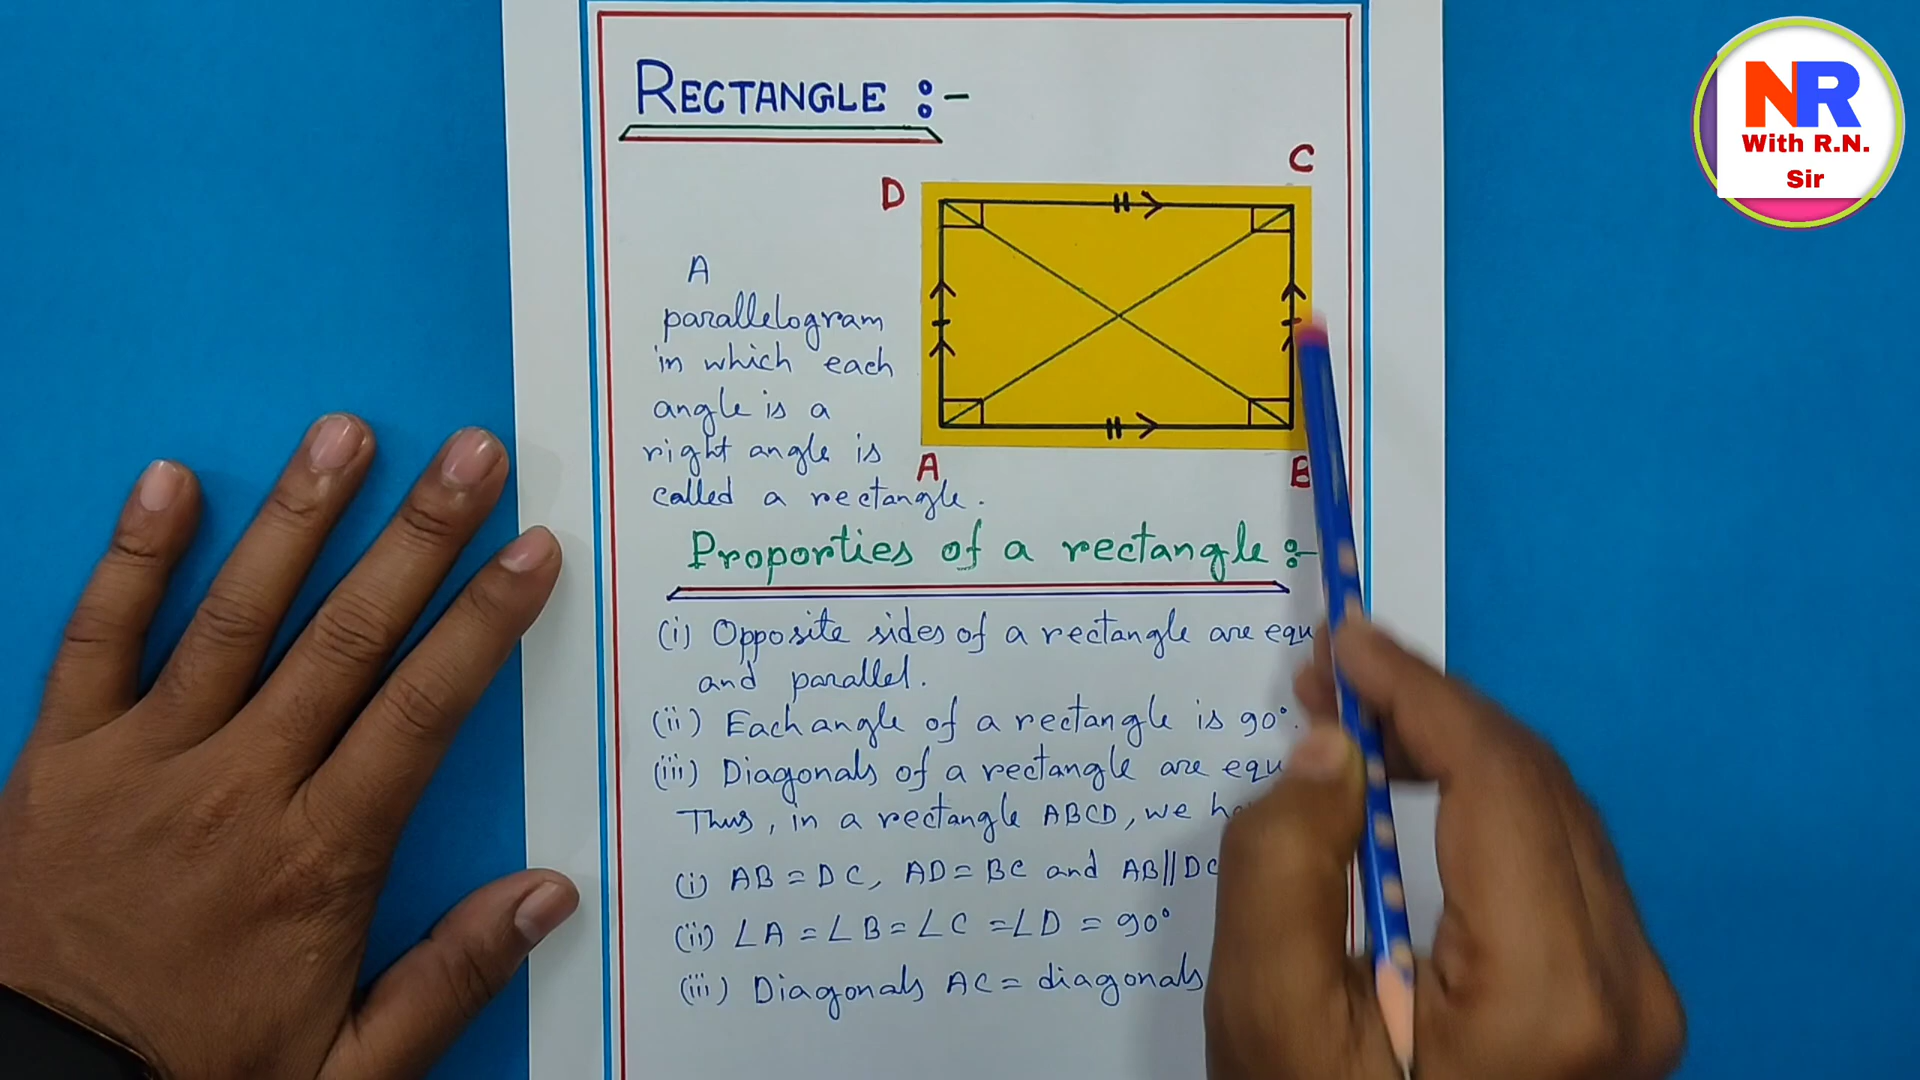 RECTANGLE :-
NR
With R.N.
Sir
D
C
A
parallelogram
in which each
angle is a
right angle is
called a rectangle.
A
B
Proporties of a rectangle :-
(i) Opposite sides of a rectangle are equ
and parallel.
(ii) Each angle of a rectangle is 90°.
(iii) Diagonals of a rectangle are equ
Thus, in a rectangle ABCD, we ha
(i) AB = DC, AD = BC and AB||DC
(ii) ∠A = ∠B = ∠C = ∠D = 90°
(iii) Diagonals AC = diagonals